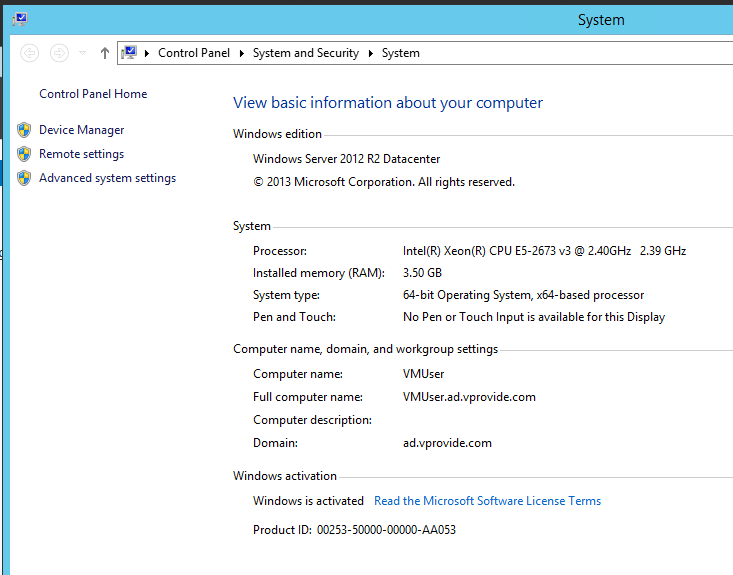 System
Control Panel System and Security System
Control Panel Home
Device Manager
Remote settings
Advanced system settings
View basic information about your computer
Windows edition
Windows Server 2012 R2 Datacenter
© 2013 Microsoft Corporation. All rights reserved.
System
Processor: Intel(R) Xeon(R) CPU E5-2673 v3 @ 2.40GHz 2.39 GHz
Installed memory (RAM): 3.50 GB
System type: 64-bit Operating System, x64-based processor
Pen and Touch: No Pen or Touch Input is available for this Display
Computer name, domain, and workgroup settings
Computer name: VMUser
Full computer name: VMUser.ad.vprovide.com
Computer description:
Domain: ad.vprovide.com
Windows activation
Windows is activated Read the Microsoft Software License Terms
Product ID: 00253-50000-00000-AA053